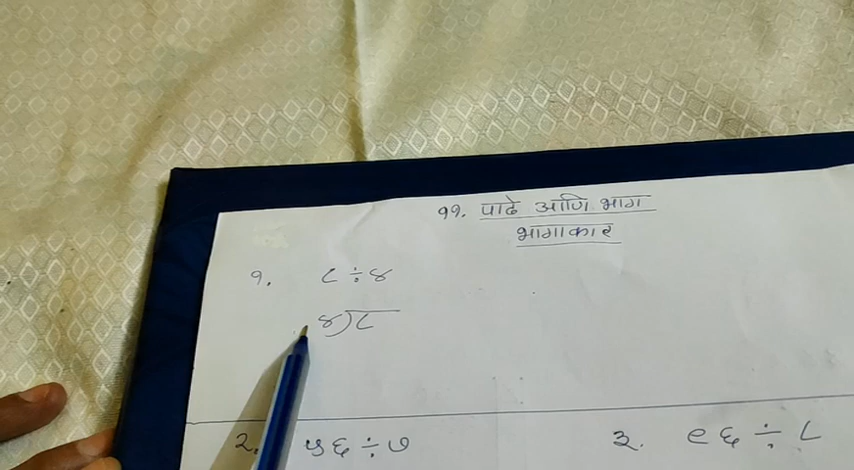 ११. पाढे आणि भाग
भागाकार
१. ८ ÷ ४
४)८
२. ५६ ÷ ७
३. ९६ ÷ ८